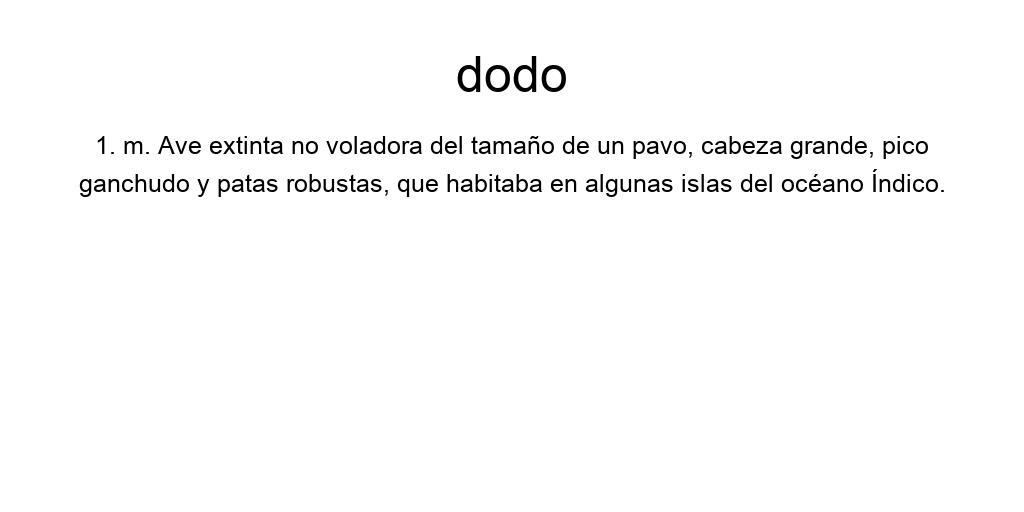 dodo
1. m. Ave extinta no voladora del tamaño de un pavo, cabeza grande, pico
ganchudo y patas robustas, que habitaba en algunas islas del océano Índico.